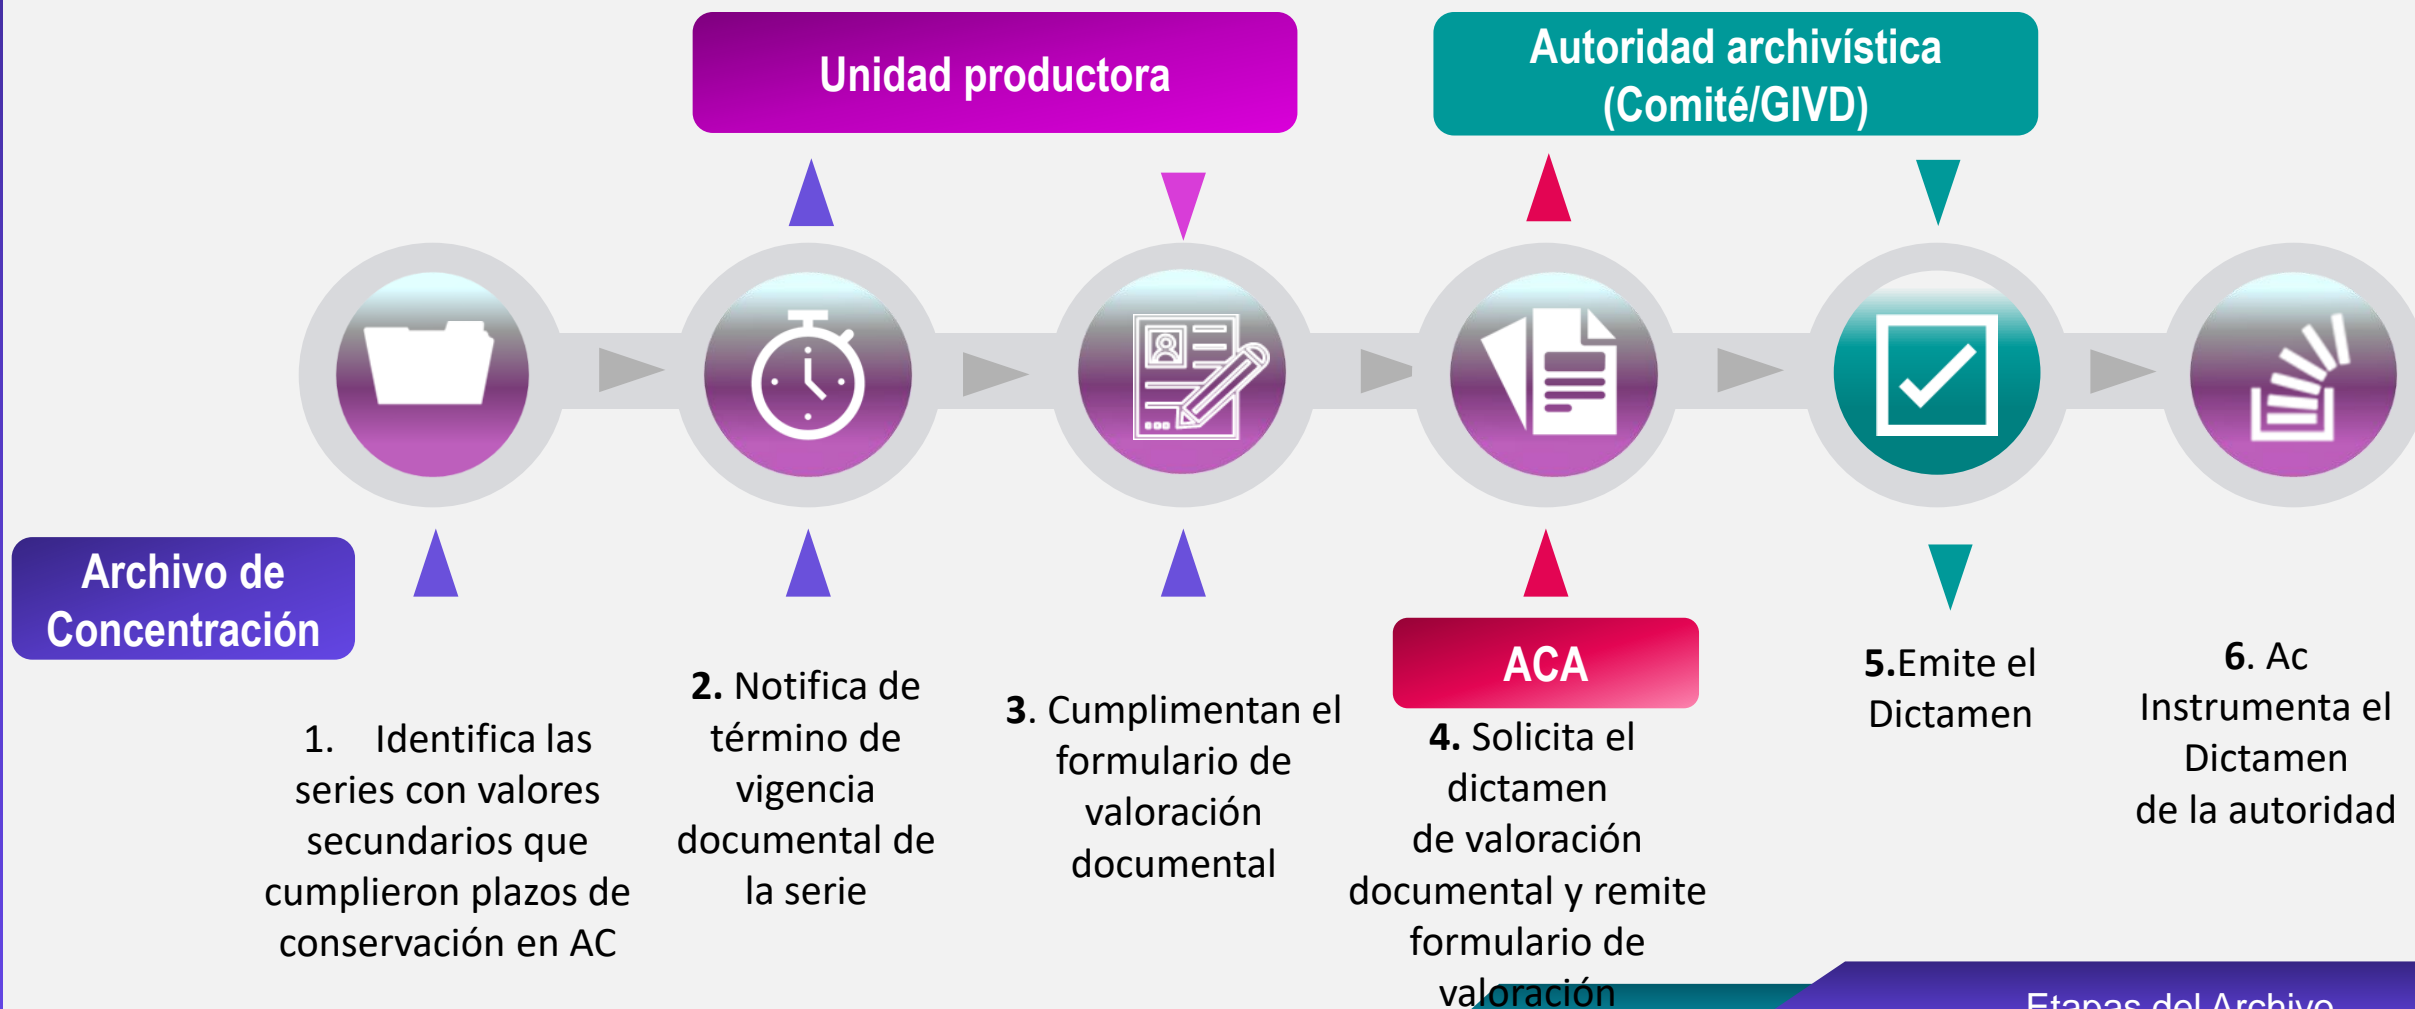 Unidad productora
Autoridad archivística
(Comité/GIVD)
Archivo de
Concentración
1. Identifica las
series con valores
secundarios que
cumplieron plazos de
conservación en AC
2. Notifica de
término de
vigencia
documental de
la serie
3. Cumplimentan el
formulario de
valoración
documental
ACA
4. Solicita el
dictamen
de valoración
documental y remite
formulario de
valoración
5.Emite el
Dictamen
6. Ac
Instrumenta el
Dictamen
de la autoridad
Etapas del Archivo